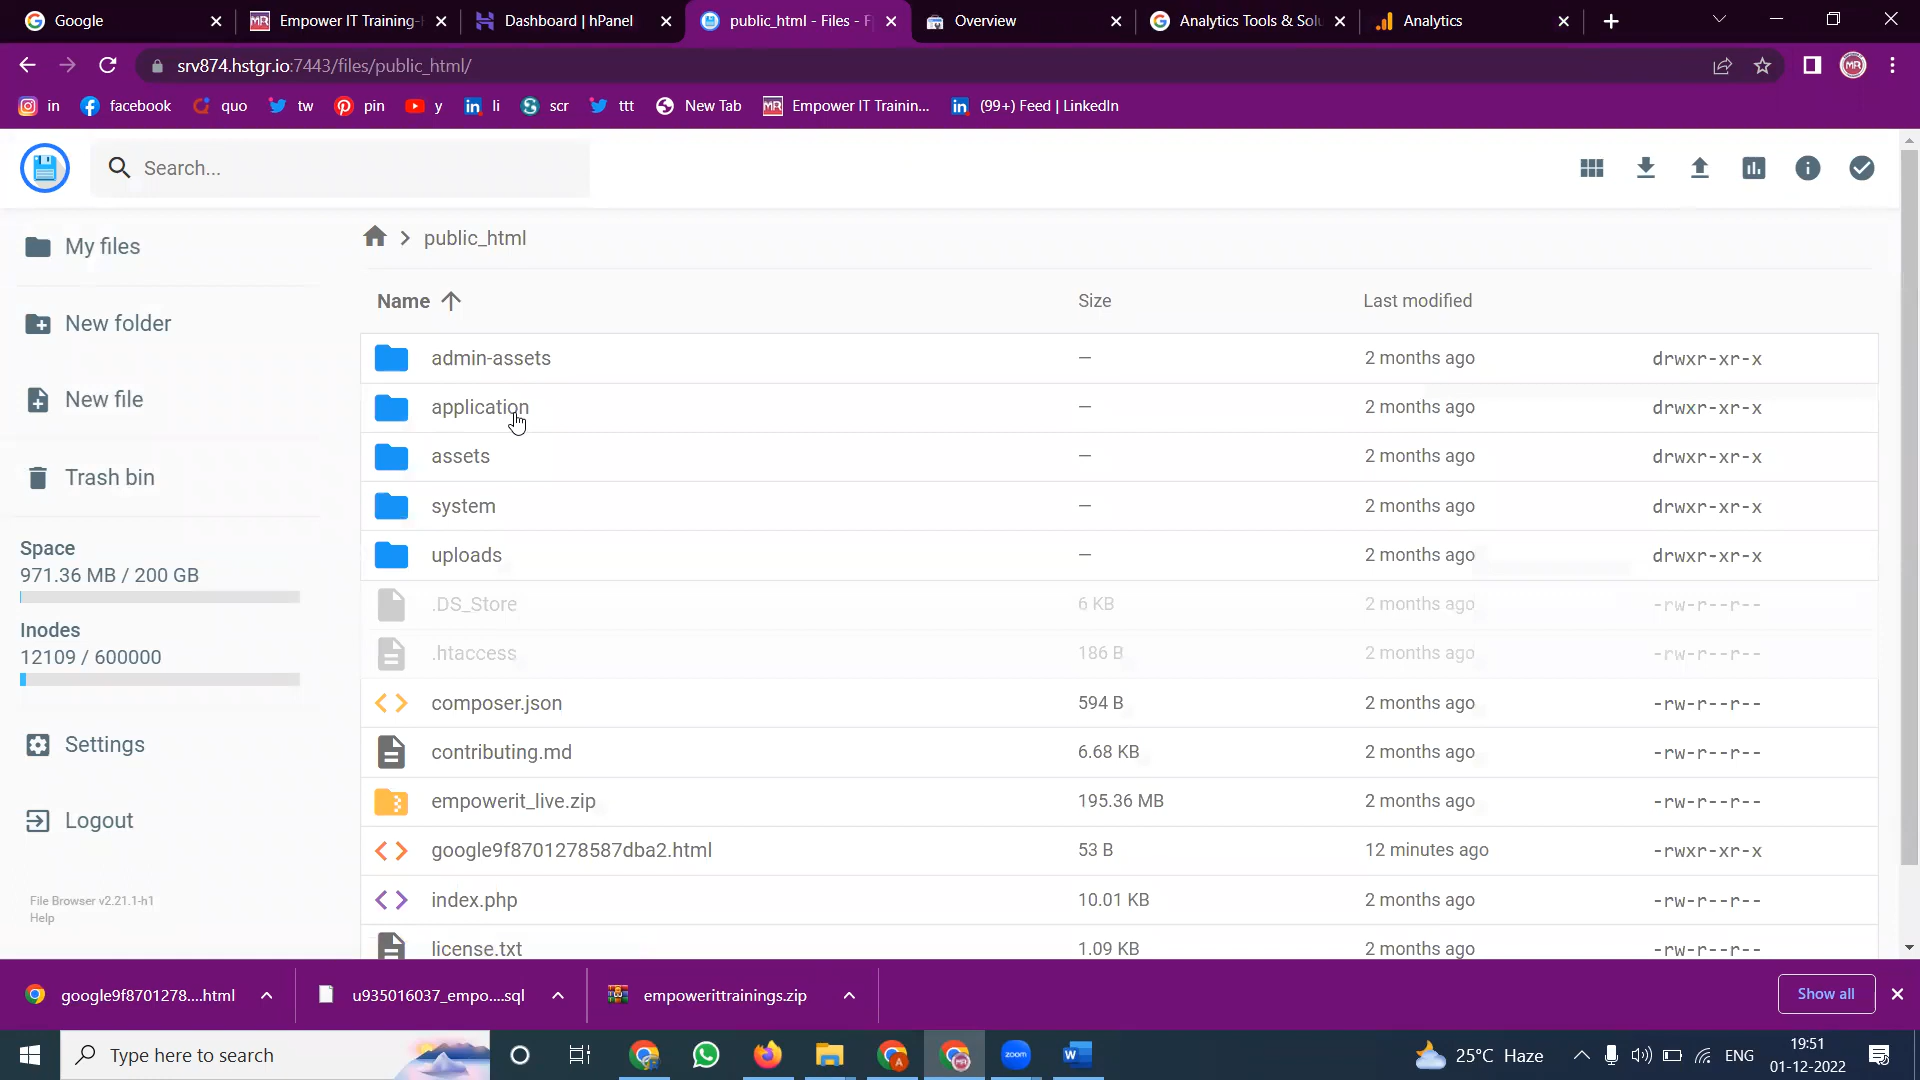 Google
Empower IT Training-
Dashboard | hPanel
public_html - Files - F
Overview
Analytics Tools & Solu
Analytics
srv874.hstgr.io:7443/files/public_html/
in
facebook
quo
tw
pin
y
li
scr
ttt
New Tab
Empower IT Trainin...
(99+) Feed | LinkedIn
Search...
My files
New folder
New file
Trash bin
Space
971.36 MB / 200 GB
Inodes
12109 / 600000
Settings
Logout
File Browser v2.21.1-h1
Help
public_html
Name Size Last modified
admin-assets — 2 months ago drwxr-xr-x
application — 2 months ago drwxr-xr-x
assets — 2 months ago drwxr-xr-x
system — 2 months ago drwxr-xr-x
uploads — 2 months ago drwxr-xr-x
.DS_Store 6 KB 2 months ago -rw-r--r--
.htaccess 186 B 2 months ago -rw-r--r--
composer.json 594 B 2 months ago -rw-r--r--
contributing.md 6.68 KB 2 months ago -rw-r--r--
empowerit_live.zip 195.36 MB 2 months ago -rw-r--r--
google9f8701278587dba2.html 53 B 12 minutes ago -rwxr-xr-x
index.php 10.01 KB 2 months ago -rw-r--r--
license.txt 1.09 KB 2 months ago -rw-r--r--
google9f8701278....html
u935016037_empo....sql
empowerittrainings.zip
Show all
Type here to search
zoom
25°C Haze
ENG
19:51
01-12-2022